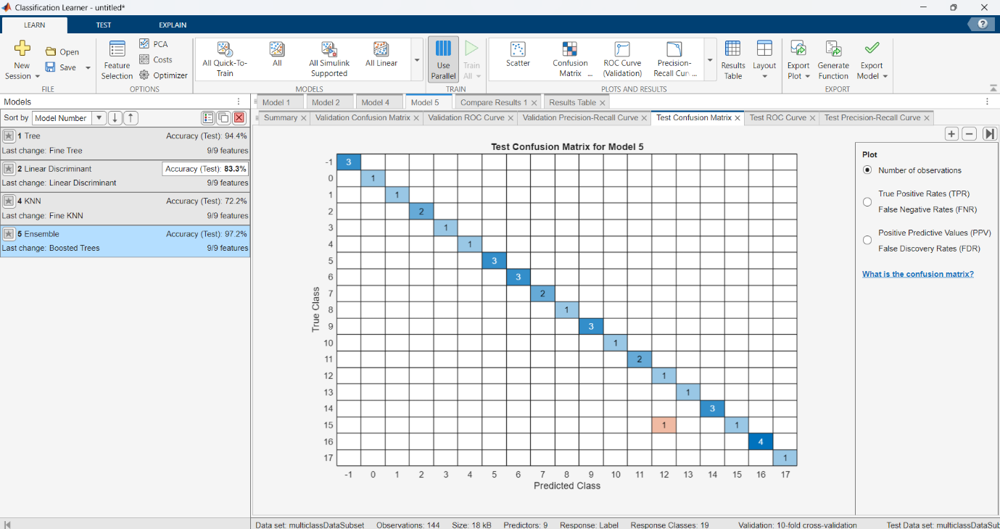 Classification Learner - untitled*
LEARN TEST EXPLAIN
New Session
Open
Save
FILE
Feature Selection
PCA
Costs
Optimizer
OPTIONS
All Quick-To-Train
All
All Simulink Supported
All Linear
MODELS
Use Parallel
Train All
TRAIN
Scatter
Confusion Matrix ...
ROC Curve (Validation)
Precision-Recall Cur...
Results Table
Layout
PLOTS AND RESULTS
Export Plot
Generate Function
Export Model
EXPORT
Models
Sort by Model Number
1 Tree Accuracy (Test): 94.4%
Last change: Fine Tree 9/9 features
2 Linear Discriminant Accuracy (Test): 83.3%
Last change: Linear Discriminant 9/9 features
4 KNN Accuracy (Test): 72.2%
Last change: Fine KNN 9/9 features
5 Ensemble Accuracy (Test): 97.2%
Last change: Boosted Trees 9/9 features
Model 1 Model 2 Model 4 Model 5 Compare Results 1 Results Table
Summary Validation Confusion Matrix Validation ROC Curve Validation Precision-Recall Curve Test Confusion Matrix Test ROC Curve Test Precision-Recall Curve
Test Confusion Matrix for Model 5
True Class
-1 3
0 1
1 1
2 2
3 1
4 1
5 3
6 3
7 2
8 1
9 3
10 1
11 2
12 1
13 1
14 3
15 1 1
16 4
17 1
-1 0 1 2 3 4 5 6 7 8 9 10 11 12 13 14 15 16 17
Predicted Class
Plot
Number of observations
True Positive Rates (TPR)
False Negative Rates (FNR)
Positive Predictive Values (PPV)
False Discovery Rates (FDR)
What is the confusion matrix?
Data set: multiclassDataSubset Observations: 144 Size: 18 kB Predictors: 9 Response: Label Response Classes: 19 Validation: 10-fold cross-validation Test Data set: multiclassDataSub